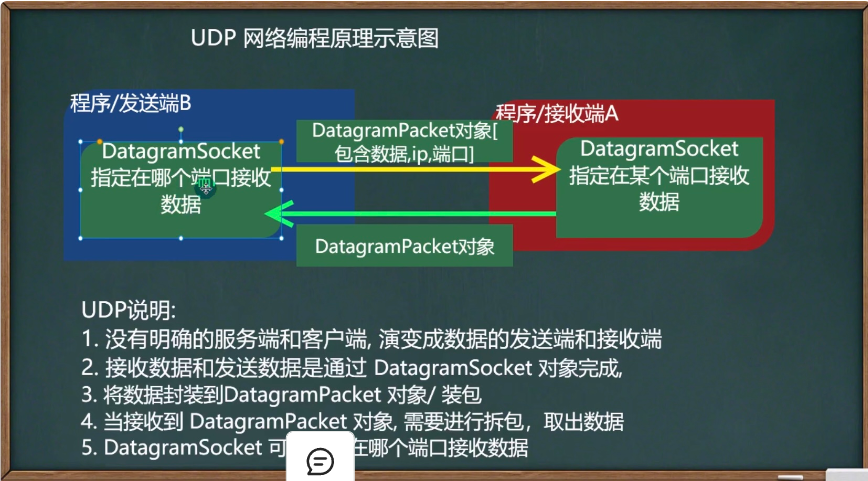 UDP 网络编程原理示意图
程序/发送端B
DatagramSocket
指定在哪个端口接收
数据
DatagramPacket对象[
包含数据,ip,端口]
DatagramPacket对象
程序/接收端A
DatagramSocket
指定在某个端口接收
数据
UDP说明:
1. 没有明确的服务端和客户端, 演变成数据的发送端和接收端
2. 接收数据和发送数据是通过 DatagramSocket 对象完成,
3. 将数据封装到DatagramPacket 对象/ 装包
4. 当接收到 DatagramPacket 对象, 需要进行拆包，取出数据
5. DatagramSocket 可 在哪个端口接收数据